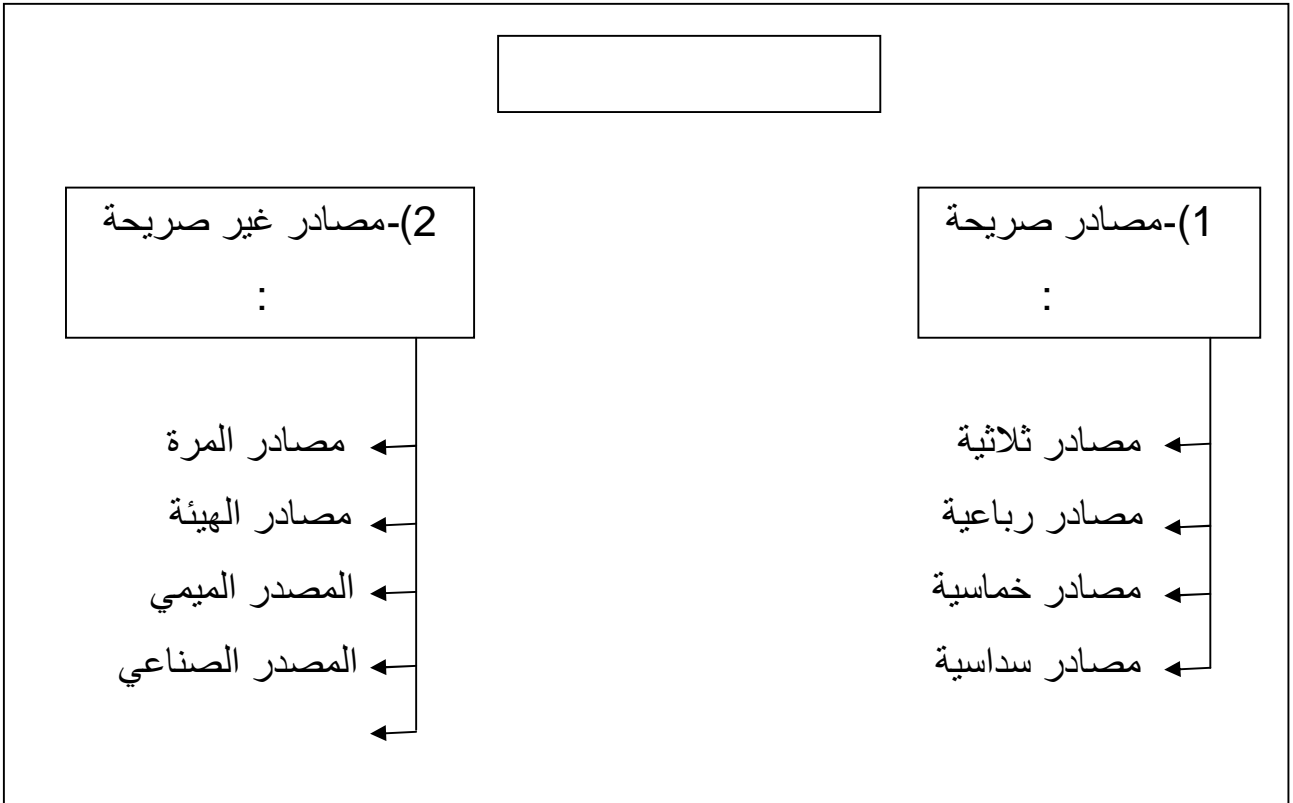 1)-مصادر صريحة
:
مصادر ثلاثية
مصادر رباعية
مصادر خماسية
مصادر سداسية
2)-مصادر غير صريحة
:
مصادر المرة
مصادر الهيئة
المصدر الميمي
المصدر الصناعي